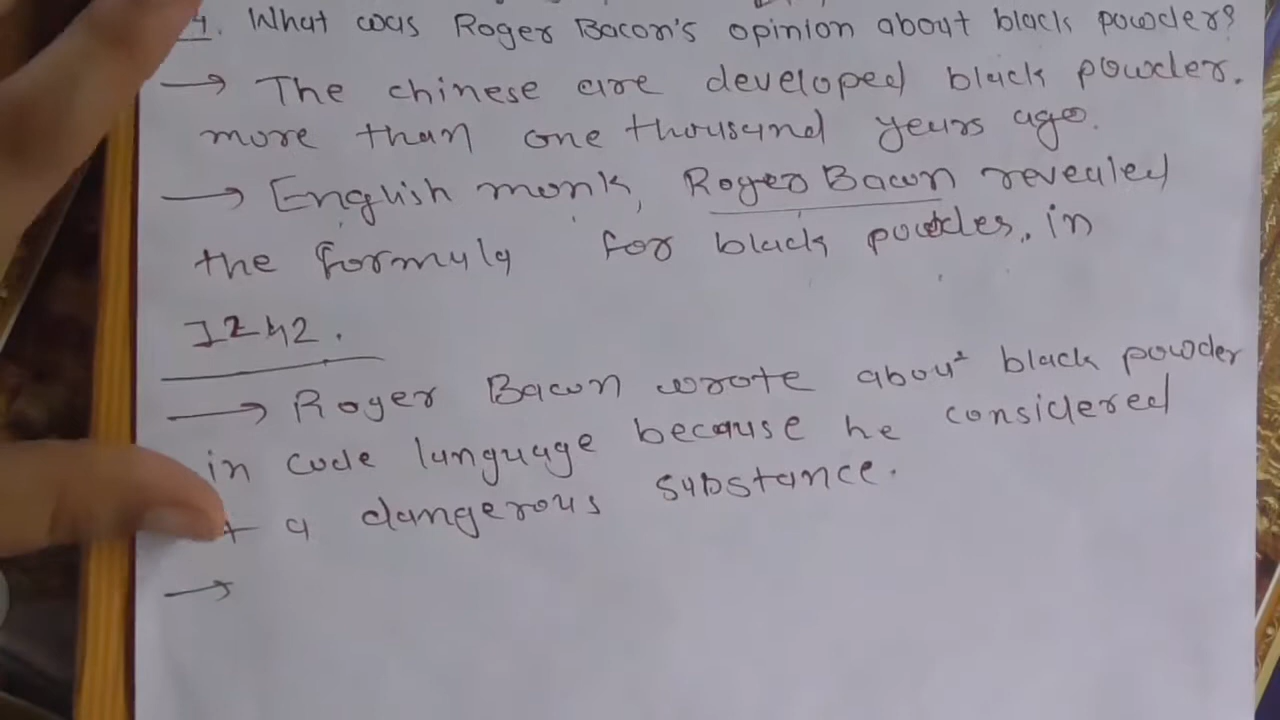 4. What was Roger Bacon's opinion about black powder?
→ The chinese are developed black powder.
more than one thousand years ago.
→ English monk, Roger Bacon revealed
the formula for black powder, in
1242.
→ Roger Bacon wrote about black powder
in code language because he considered
a dangerous substance.
→